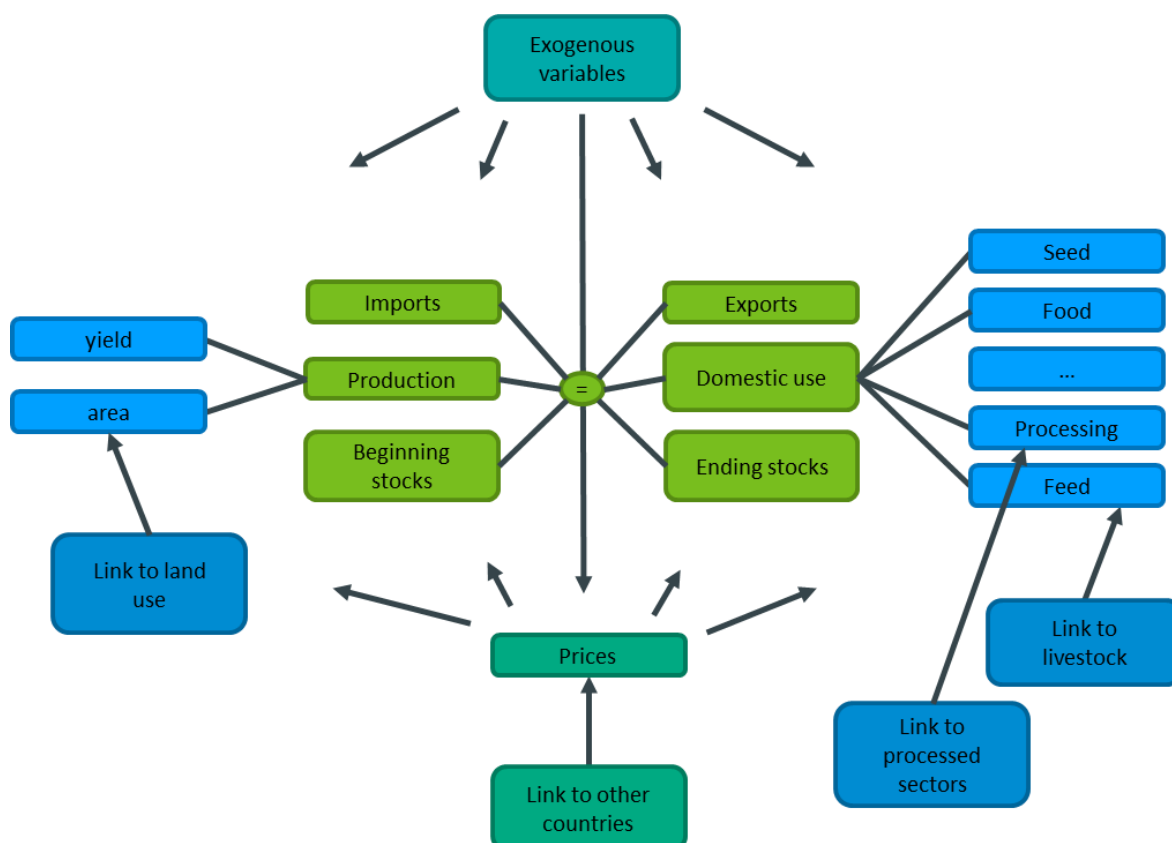 Exogenous
variables
Seed
Imports
Exports
Food
yield
Production
=
Domestic use
...
area
Processing
Beginning
stocks
Ending stocks
Feed
Link to land
use
Prices
Link to
livestock
Link to
processed
sectors
Link to other
countries